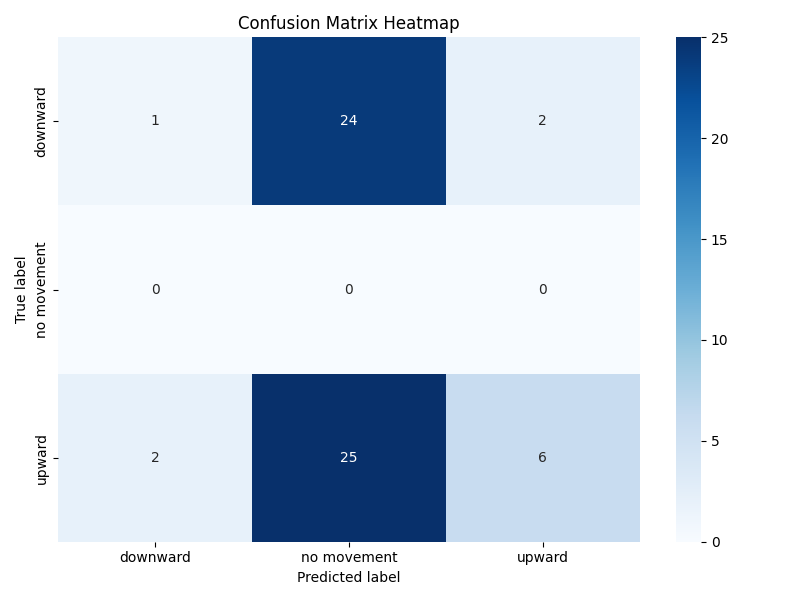 Confusion Matrix Heatmap
True label
downward
1 24 2
no movement
0 0 0
upward
2 25 6
downward no movement upward
Predicted label
25
20
15
10
5
0